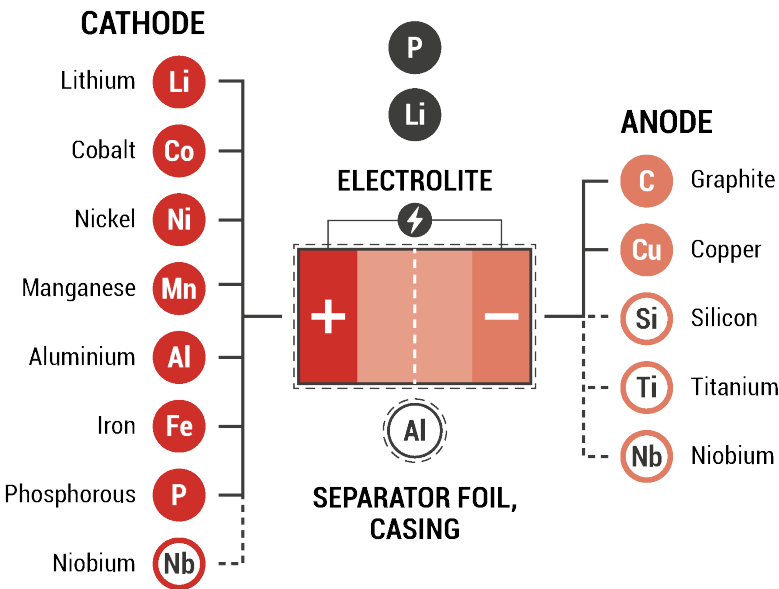 CATHODE
Lithium Li
Cobalt Co
Nickel Ni
Manganese Mn
Aluminium Al
Iron Fe
Phosphorous P
Niobium Nb
P
Li
ELECTROLITE
+ −
Al
SEPARATOR FOIL,
CASING
ANODE
C Graphite
Cu Copper
Si Silicon
Ti Titanium
Nb Niobium